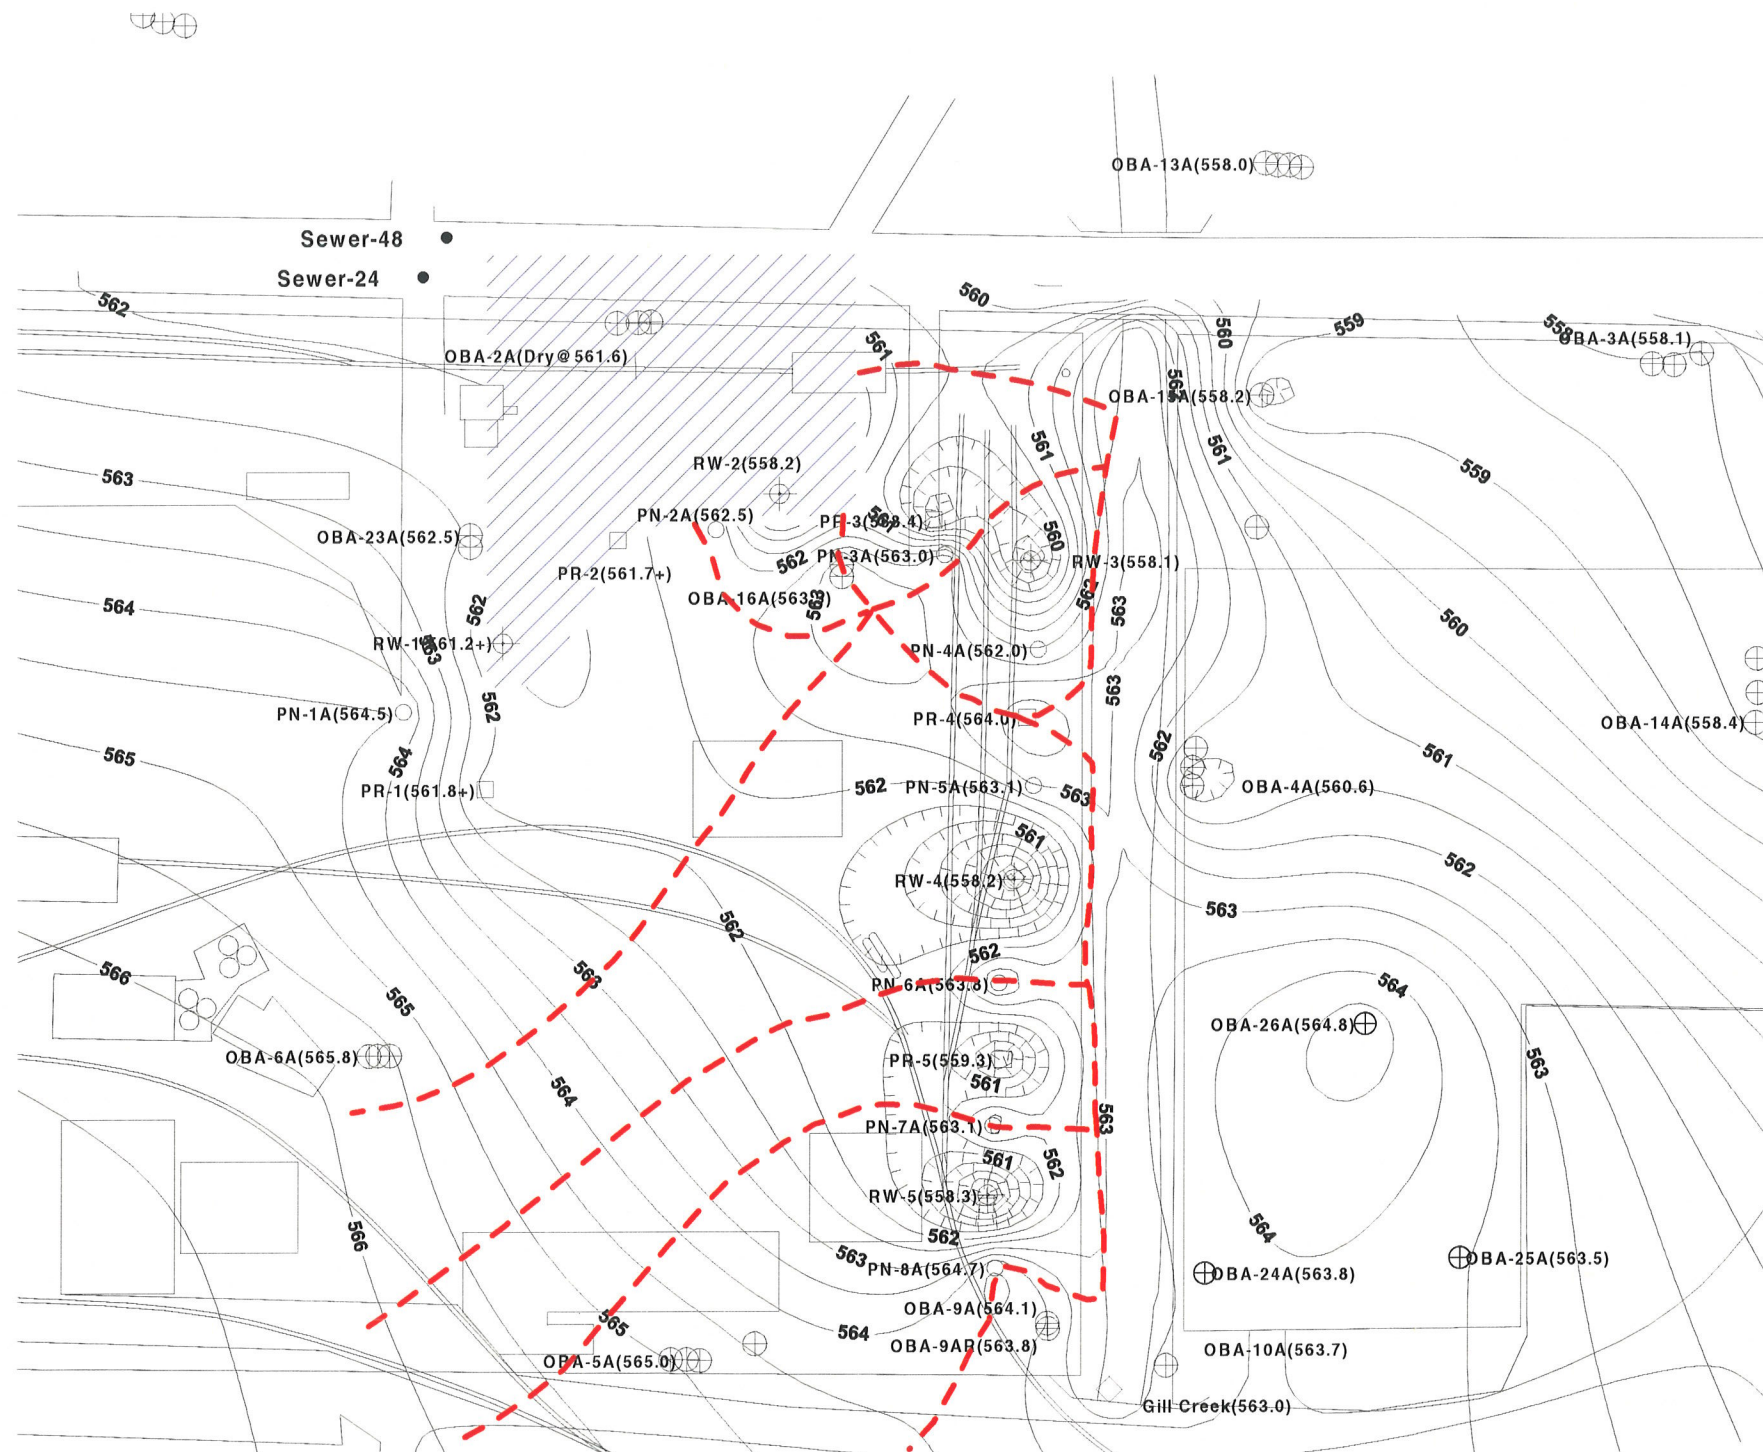 OBA-13A(558.0)
Sewer-48
Sewer-24
562
560
560
559
558
OBA-3A(558.1)
561
OBA-2A(Dry@561.6)
562
OBA-15A(558.2)
561
561
RW-2(558.2)
559
563
PN-2A(562.5)
PR-3(558.4)
561
560
OBA-23A(562.5)
562
PN-3A(563.0)
RW-3(558.1)
PR-2(561.7+)
564
562
OBA-16A(563.
563
563
560
RW-1(561.2+)
563
PN-4A(562.0)
563
562
PN-1A(564.5)
PR-4(564.0)
OBA-14A(558.4)
565
564
562
561
PR-1(561.8+)
562
PN-5A(563.1)
563
OBA-4A(560.6)
561
562
RW-4(558.2)
563
562
562
566
563
PN-6A(563.8)
564
565
OBA-26A(564.8)
OBA-6A(565.8)
PR-5(559.3)
563
561
564
563
PN-7A(563.1)
561
562
RW-5(558.3)
566
564
562
563
PN-8A(564.7)
OBA-25A(563.5)
OBA-24A(563.8)
OBA-9A(564.1)
565
564
OBA-9AR(563.8)
OBA-10A(563.7)
OBA-5A(565.0)
Gill Creek(563.0)